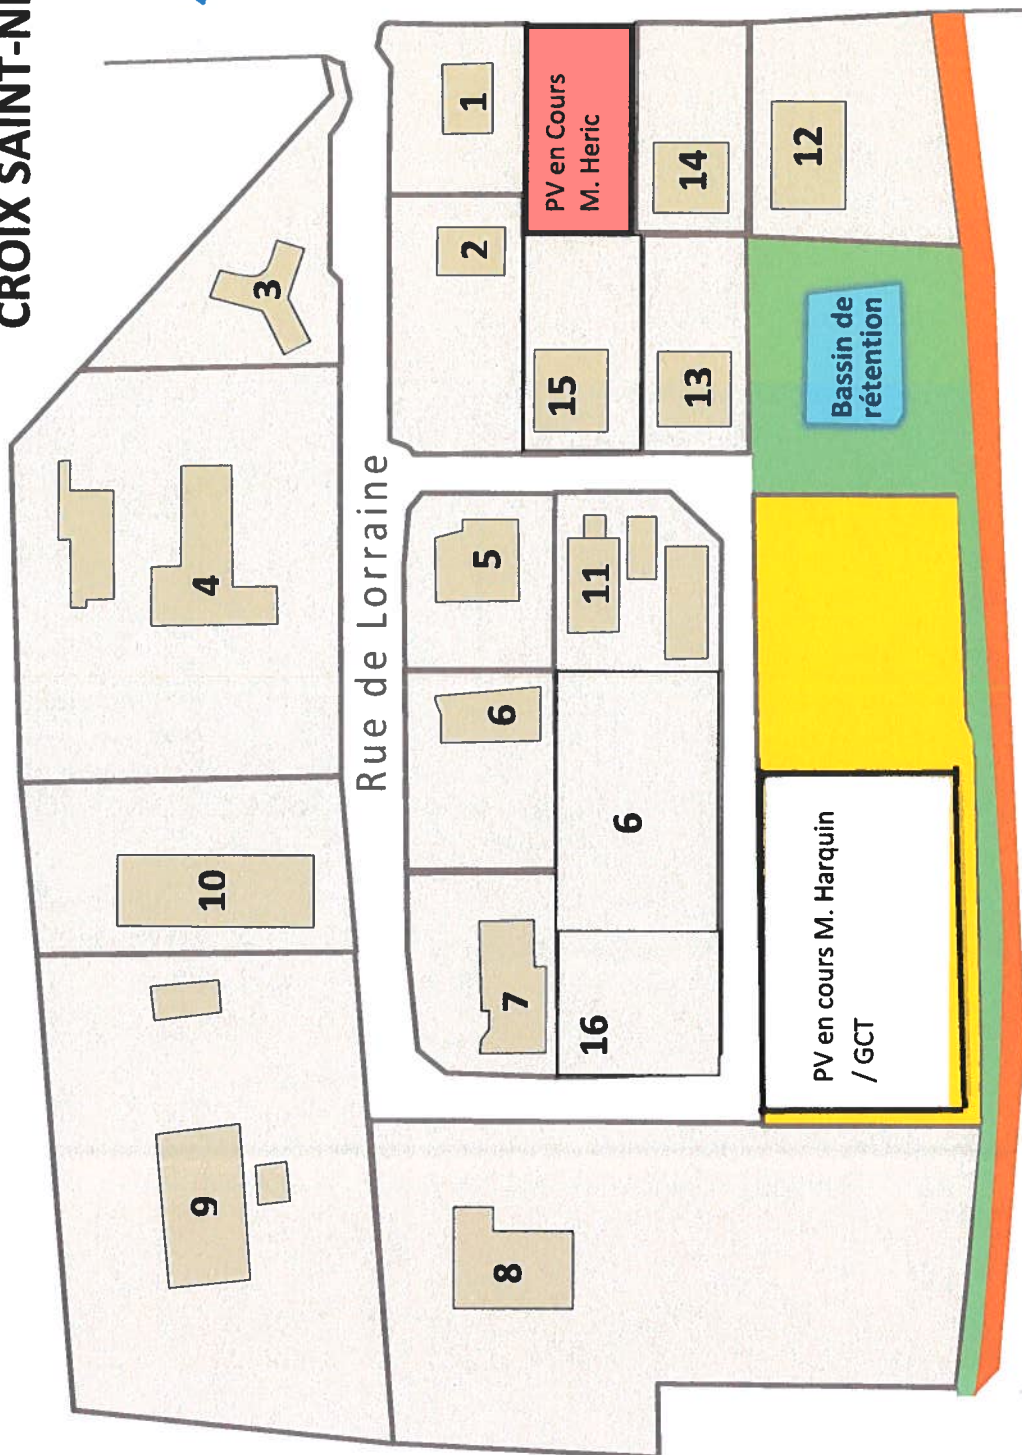 CROIX SAINT-NI
9
10
4
3
Rue de Lorraine
8
7
6
5
2
1
16
6
11
15
PV en Cours
M. Heric
13
14
PV en cours M. Harquin
/ GCT
Bassin de
rétention
12